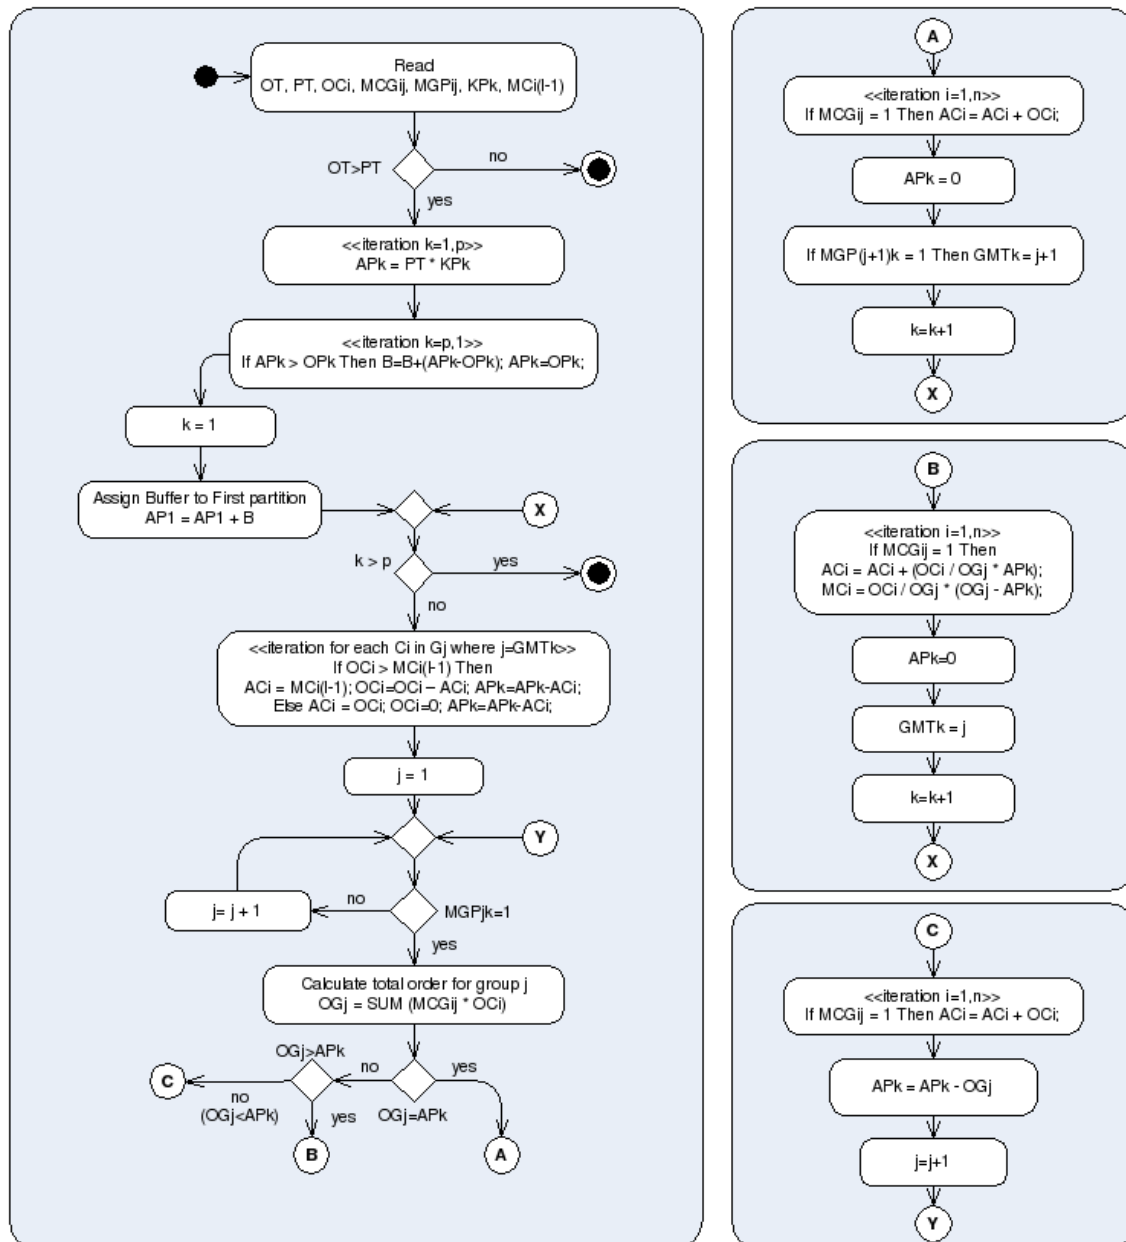 Read
OT, PT, OCi, MCGij, MGPij, KPk, MCi(l-1)
OT>PT
no
yes
<<iteration k=1,p>>
APk = PT * KPk
<<iteration k=p,1>>
If APk > OPk Then B=B+(APk-OPk); APk=OPk;
k = 1
Assign Buffer to First partition
AP1 = AP1 + B
X
k > p
yes
no
<<iteration for each Ci in Gj where j=GMTk>>
If OCi > MCi(l-1) Then
ACi = MCi(l-1); OCi=OCi – ACi; APk=APk-ACi;
Else ACi = OCi; OCi=0; APk=APk-ACi;
j = 1
Y
j= j + 1
no
MGPjk=1
yes
Calculate total order for group j
OGj = SUM (MCGij * OCi)
OGj>APk
no
yes
C
no
(OGj<APk)
yes
OGj=APk
B
A
A
<<iteration i=1,n>>
If MCGij = 1 Then ACi = ACi + OCi;
APk = 0
If MGP(j+1)k = 1 Then GMTk = j+1
k=k+1
X
B
<<iteration i=1,n>>
If MCGij = 1 Then
ACi = ACi + (OCi / OGj * APk);
MCi = OCi / OGj * (OGj - APk);
APk=0
GMTk = j
k=k+1
X
C
<<iteration i=1,n>>
If MCGij = 1 Then ACi = ACi + OCi;
APk = APk - OGj
j=j+1
Y